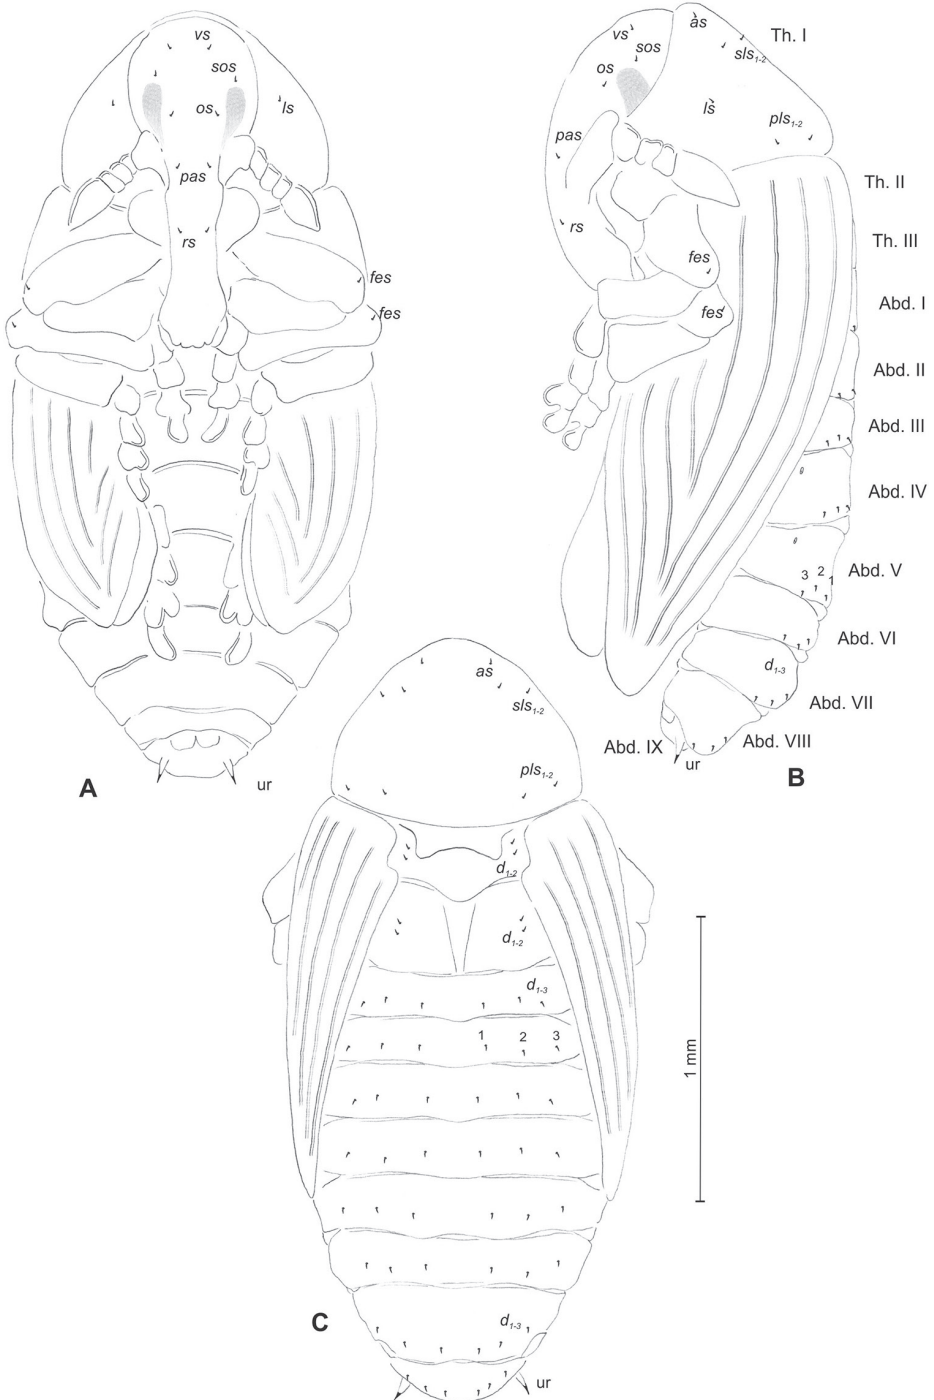 vs
sos
os
ls
pas
rs
fes
fes
ur
A
as
vs
sos
sls1-2
Th. I
os
ls
pls1-2
pas
Th. II
rs
Th. III
fes
fes
Abd. I
Abd. II
Abd. III
Abd. IV
3 2 1
Abd. V
Abd. VI
d1-3
Abd. VII
Abd. VIII
Abd. IX
ur
B
as
sls1-2
pls1-2
d1-2
d1-2
d1-3
1 2 3
1 mm
d1-3
C
ur